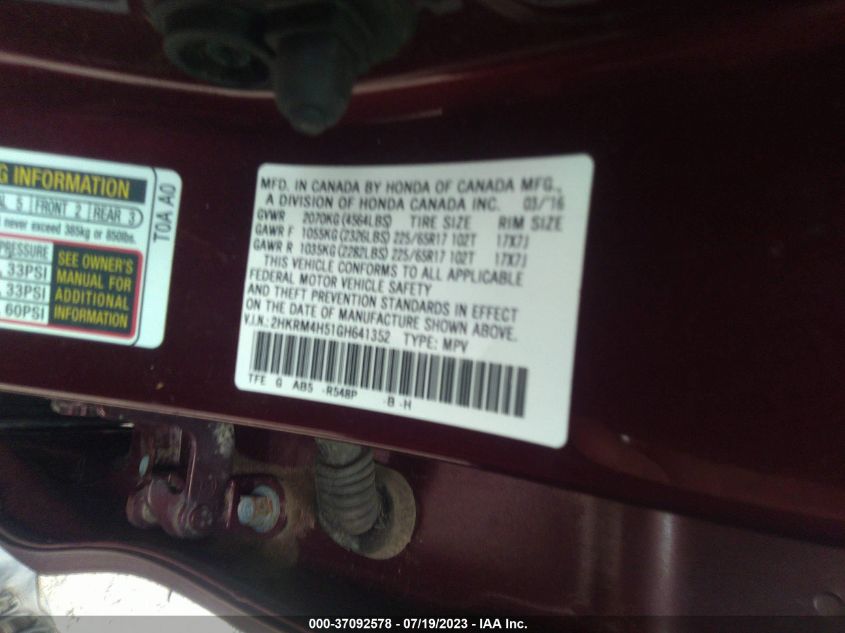 G INFORMATION
AL 5 FRONT 2 REAR 3
never exceed 385kg or 850lbs.
PRESSURE
33PSI
33PSI
60PSI
SEE OWNER'S
MANUAL FOR
ADDITIONAL
INFORMATION
T0A A0
MFD. IN CANADA BY HONDA OF CANADA MFG.,
A DIVISION OF HONDA CANADA INC. 03/'16
GVWR 2070KG(4564LBS) TIRE SIZE RIM SIZE
GAWR F 1055KG(2326LBS) 225/65R17 102T 17X7J
GAWR R 1035KG(2282LBS) 225/65R17 102T 17X7J
THIS VEHICLE CONFORMS TO ALL APPLICABLE
FEDERAL MOTOR VEHICLE SAFETY
AND THEFT PREVENTION STANDARDS IN EFFECT
ON THE DATE OF MANUFACTURE SHOWN ABOVE.
V.I.N.: 2HKRM4H51GH641352 TYPE: MPV
TFE G AB5 -R548P -B -H
000-37092578 - 07/19/2023 - IAA Inc.